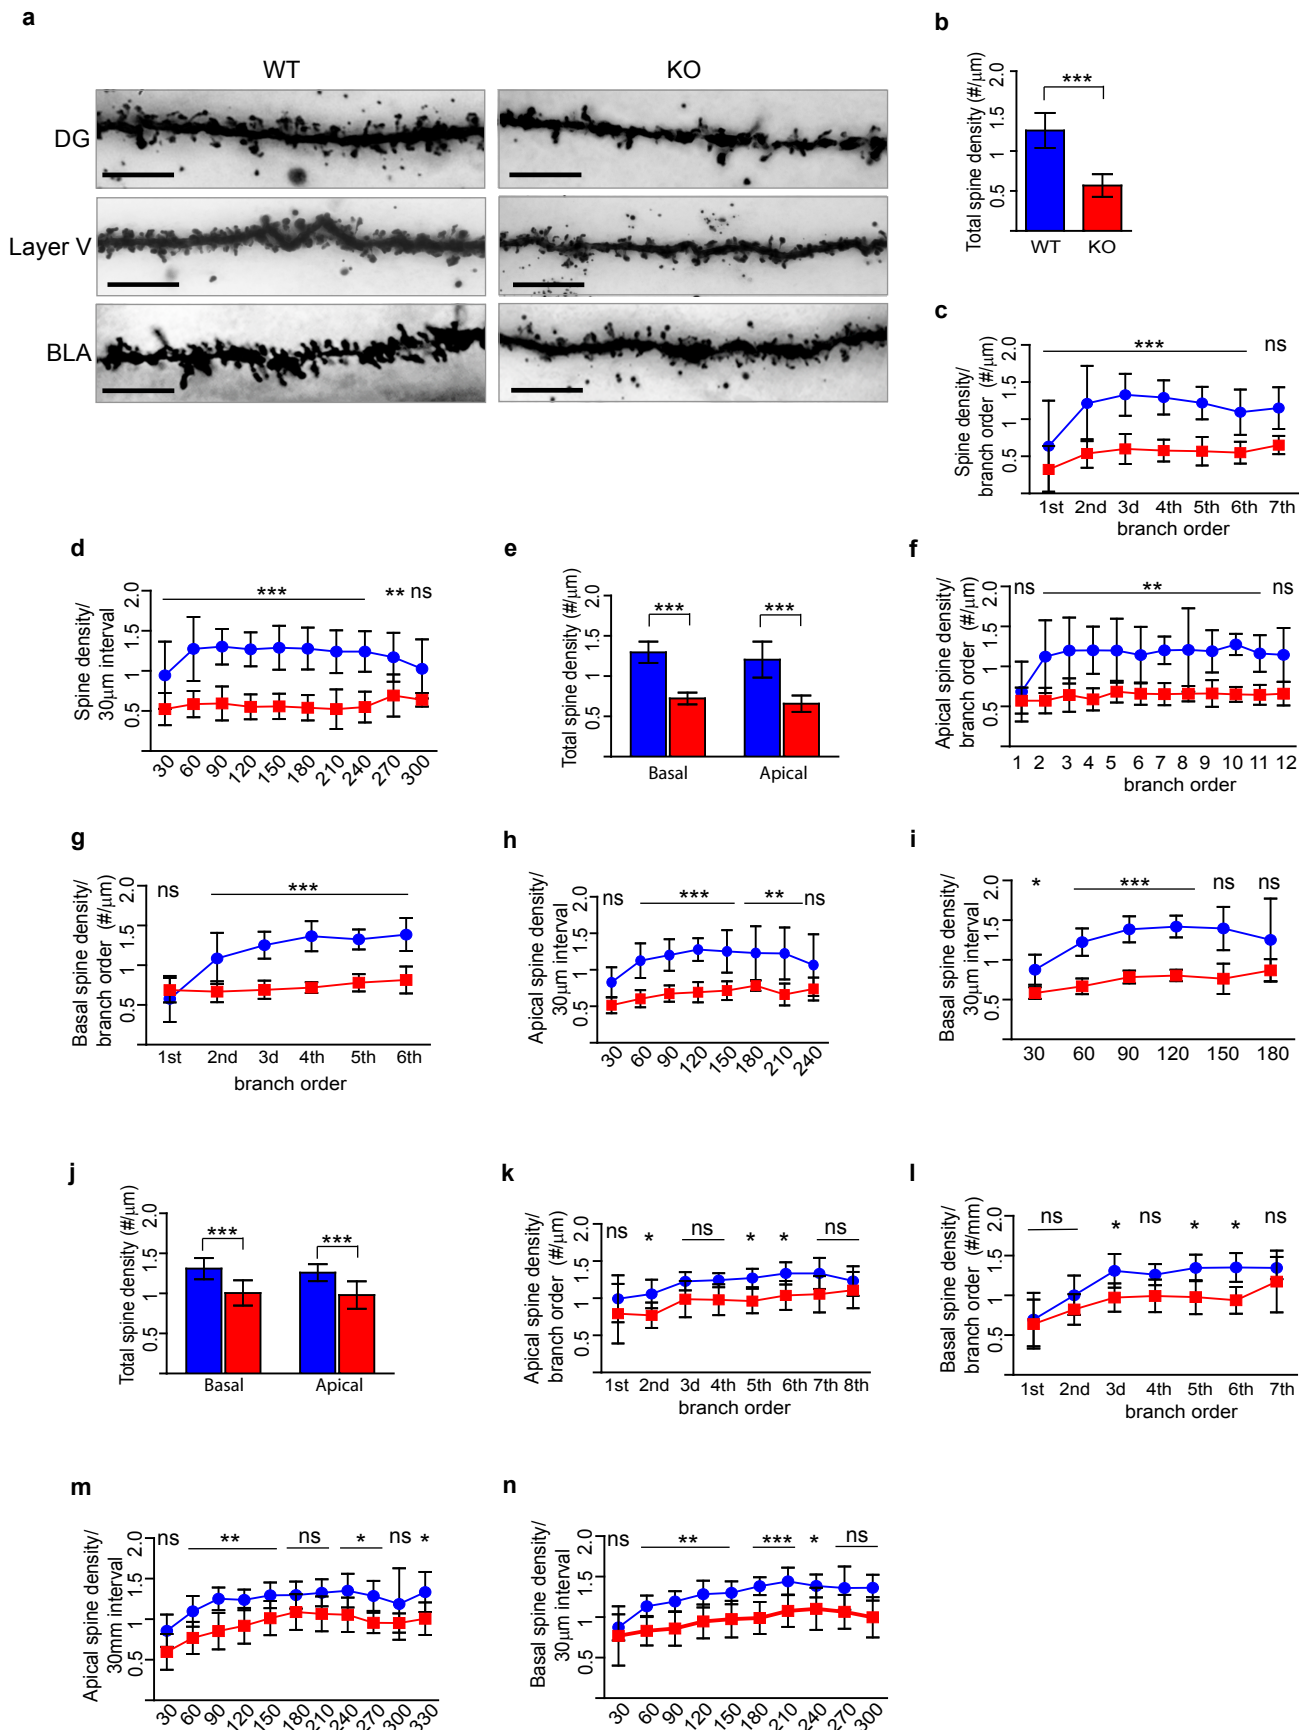 a
WT
KO
DG
Layer V
BLA
b
Total spine density (#/μm)
0.5
1
1.5
2.0
***
WT
KO
c
Spine density/
branch order (#/μm)
0.5
1
1.5
2.0
***
ns
1st 2nd 3d 4th 5th 6th 7th
branch order
d
Spine density/
30μm interval
0.5
1
1.5
2.0
***
** ns
30 60 90 120 150 180 210 240 270 300
e
Total spine density (#/μm)
0.5
1
1.5
2.0
*** ***
Basal Apical
f
Apical spine density/
branch order (#/μm)
0.5
1
1.5
2.0
ns ** ns
1 2 3 4 5 6 7 8 9 10 11 12
branch order
g
Basal spine density/
branch order (#/μm)
0.5
1
1.5
2.0
ns ***
1st 2nd 3d 4th 5th 6th
branch order
h
Apical spine density/
30μm interval
0.5
1
1.5
2.0
ns *** ** ns
30 60 90 120 150 180 210 240
i
Basal spine density/
30μm interval
0.5
1
1.5
2.0
* *** ns ns
30 60 90 120 150 180
j
Total spine density (#/μm)
0.5
1
1.5
2.0
*** ***
Basal Apical
k
Apical spine density/
branch order (#/μm)
0.5
1
1.5
2.0
ns * ns * * ns
1st 2nd 3d 4th 5th 6th 7th 8th
branch order
l
Basal spine density/
branch order (#/mm)
0.5
1
1.5
2.0
ns * ns * * ns
1st 2nd 3d 4th 5th 6th 7th
branch order
m
Apical spine density/
30mm interval
0.5
1
1.5
2.0
ns ** ns * ns *
30 60 90 120 150 180 210 240 270 300 330
n
Basal spine density/
30μm interval
0.5
1
1.5
2.0
ns ** *** * ns
30 60 90 120 150 180 210 240 270 300